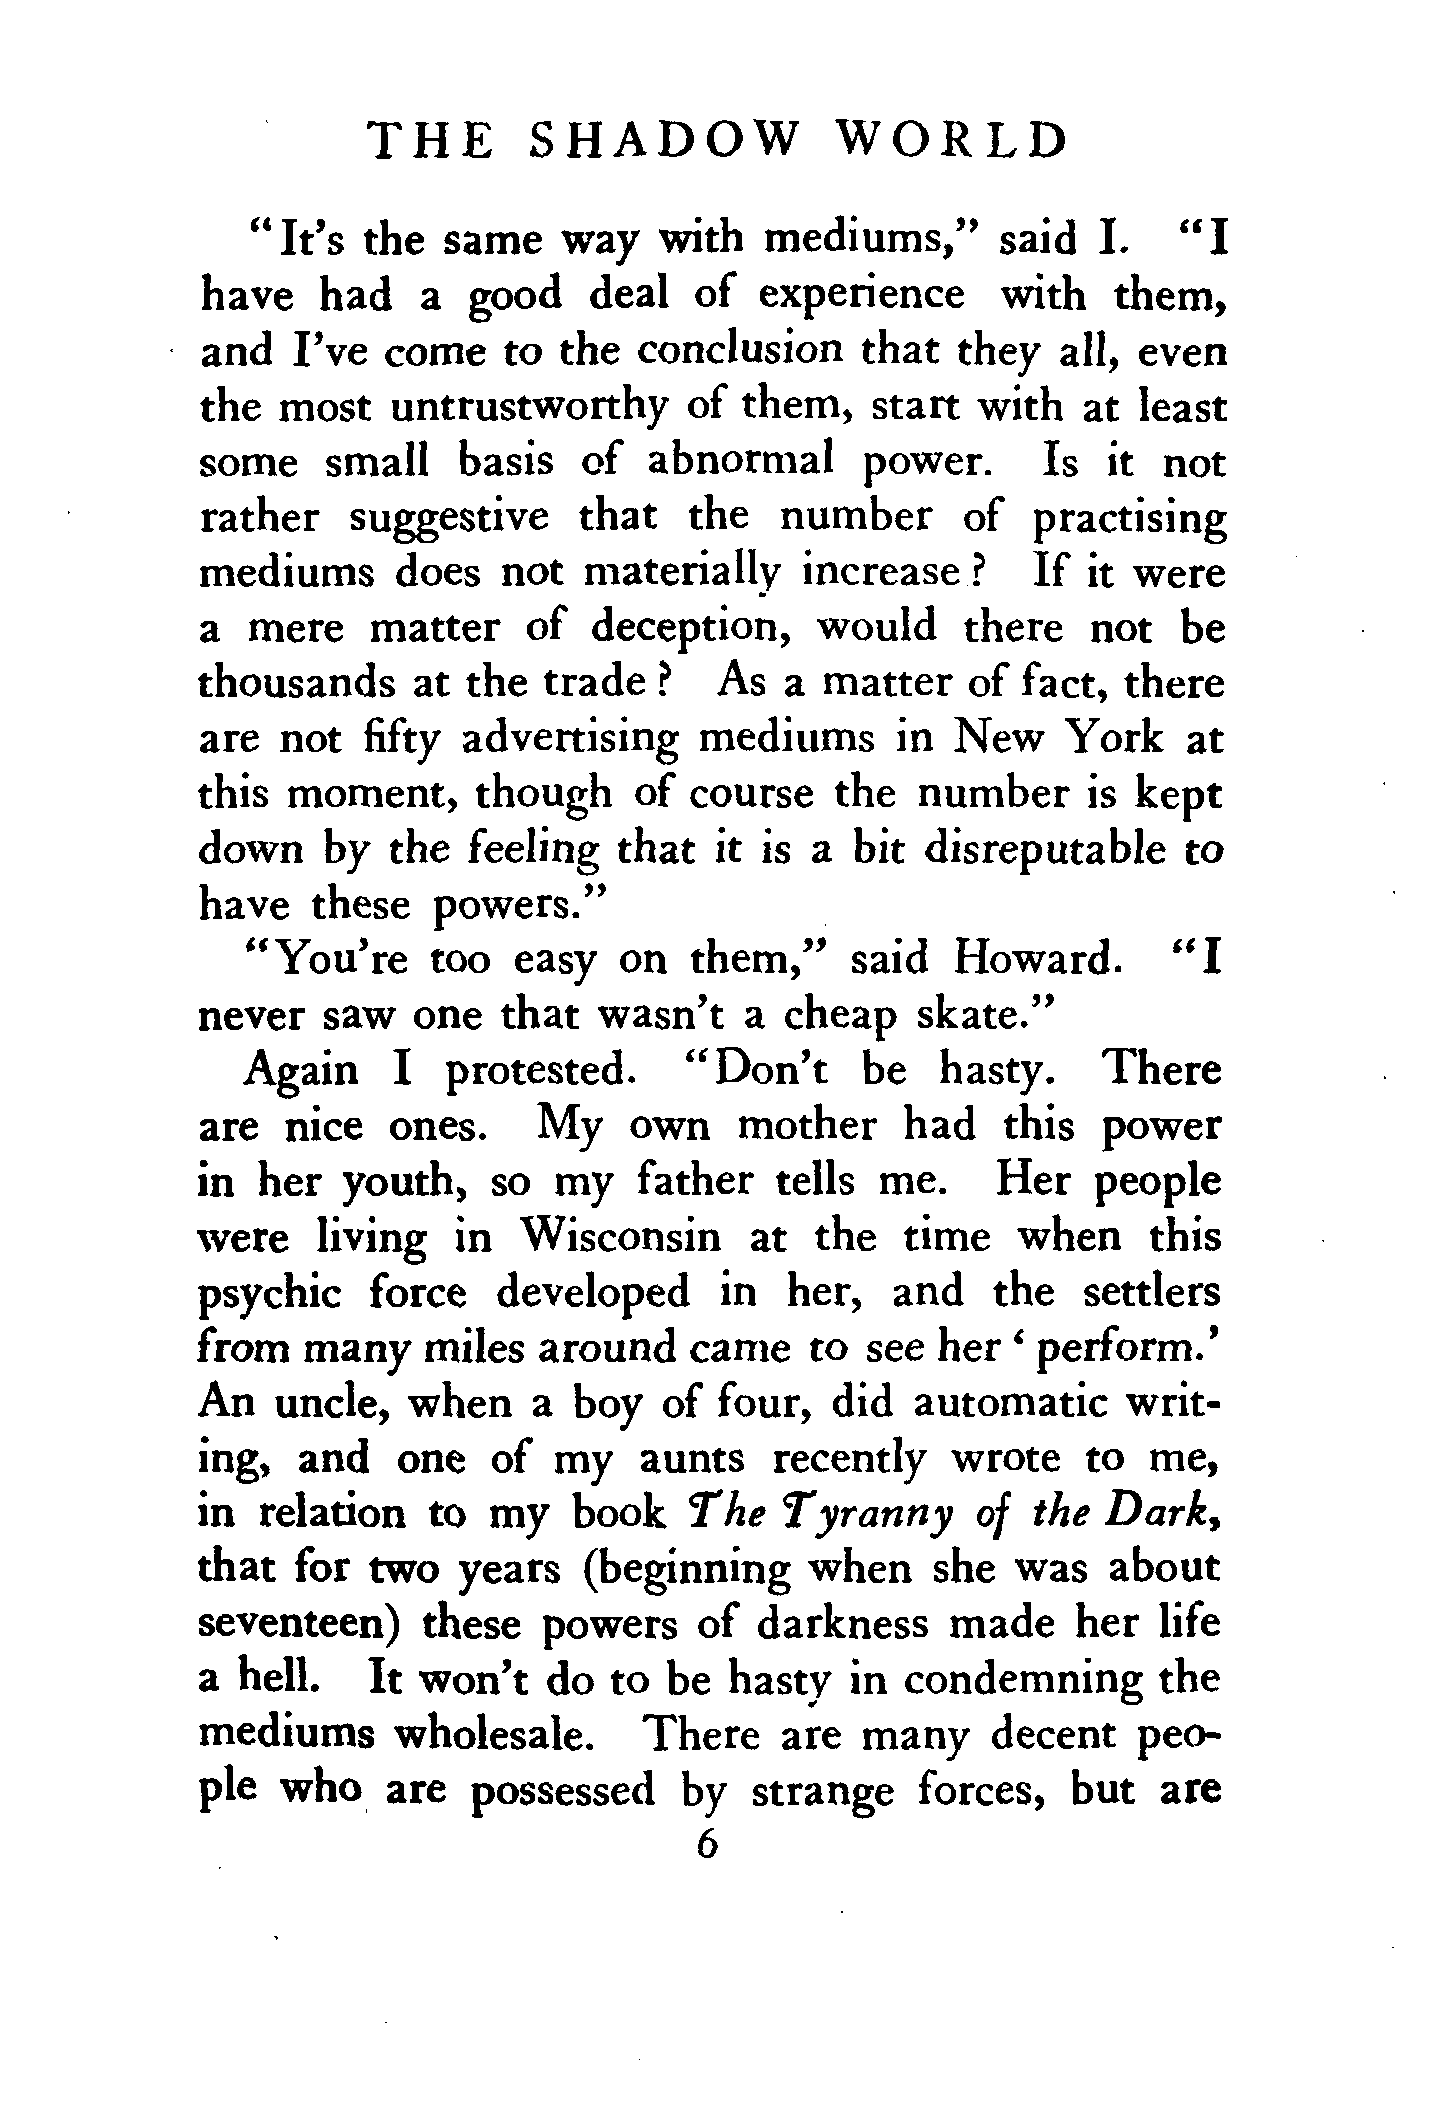 THE SHADOW WORLD
"It's the same way with mediums," said I. "I
have had a good deal of experience with them,
and I've come to the conclusion that they all, even
the most untrustworthy of them, start with at least
some small basis of abnormal power. Is it not
rather suggestive that the number of practising
mediums does not materially increase? If it were
a mere matter of deception, would there not be
thousands at the trade? As a matter of fact, there
are not fifty advertising mediums in New York at
this moment, though of course the number is kept
down by the feeling that it is a bit disreputable to
have these powers."
"You're too easy on them," said Howard. "I
never saw one that wasn't a cheap skate."
Again I protested. "Don't be hasty. There
are nice ones. My own mother had this power
in her youth, so my father tells me. Her people
were living in Wisconsin at the time when this
psychic force developed in her, and the settlers
from many miles around came to see her 'perform.'
An uncle, when a boy of four, did automatic writ-
ing, and one of my aunts recently wrote to me,
in relation to my book The Tyranny of the Dark,
that for two years (beginning when she was about
seventeen) these powers of darkness made her life
a hell. It won't do to be hasty in condemning the
mediums wholesale. There are many decent peo-
ple who are possessed by strange forces, but are
6